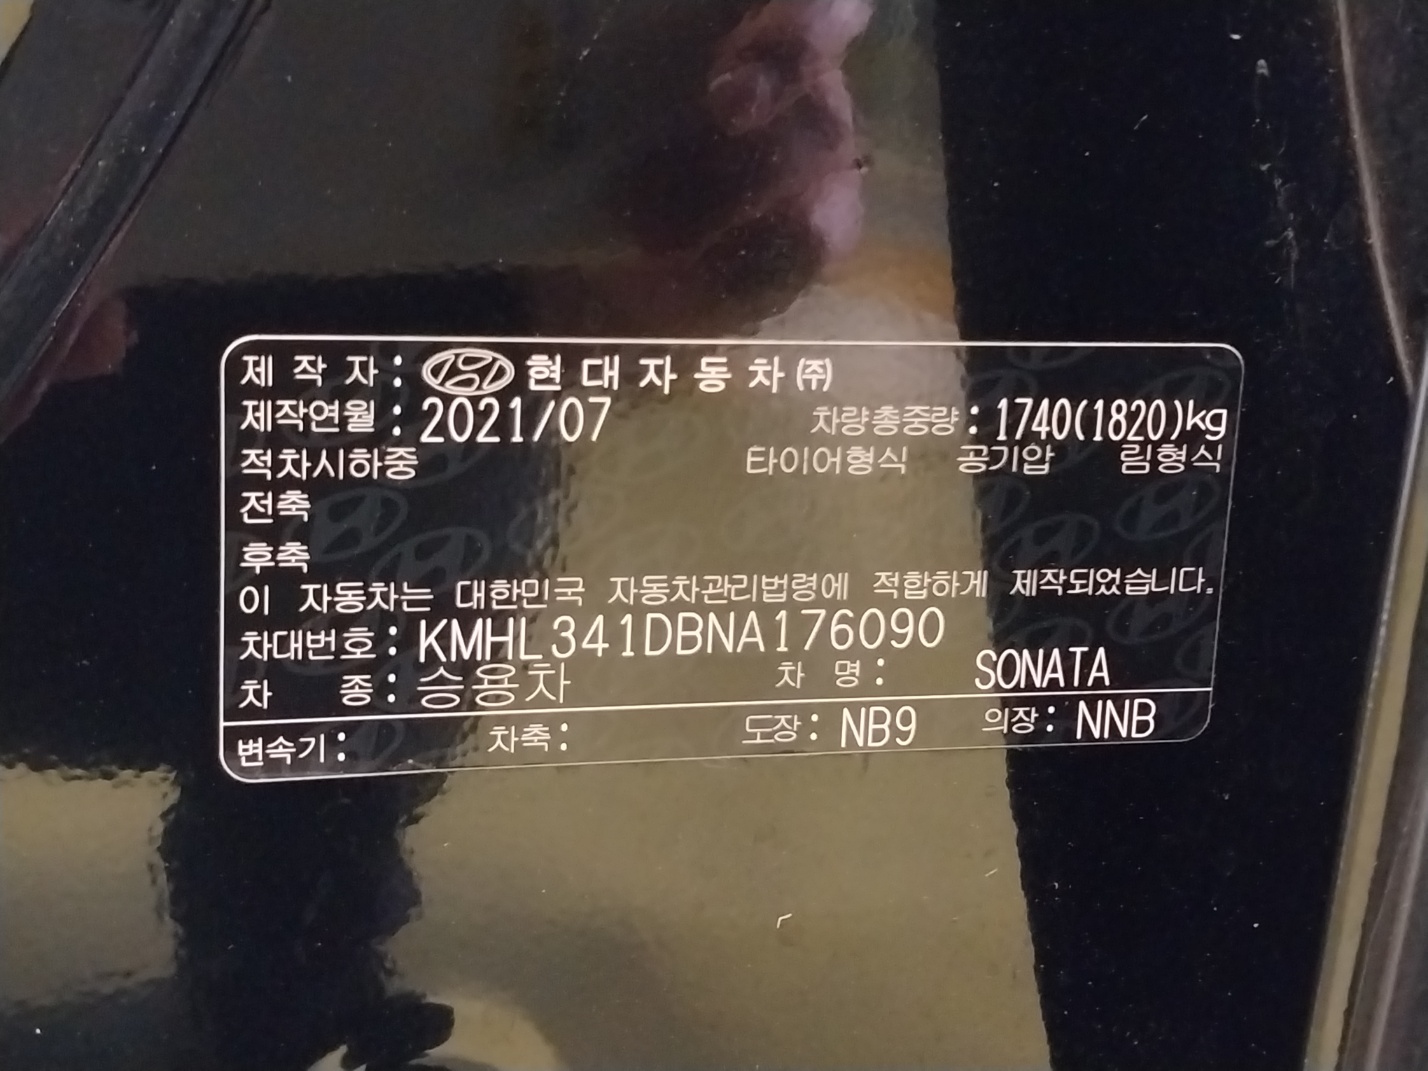 제 작 자 : 현대자동차㈜
제작연월 : 2021/07 차량총중량 : 1740(1820)kg
적차시하중 타이어형식 공기압 림형식
전축
후축
이 자동차는 대한민국 자동차관리법령에 적합하게 제작되었습니다.
차대번호 : KMHL341DBNA176090
차 종 : 승용차 차 명 : SONATA
변속기 : 차축 : 도장 : NB9 의장 : NNB